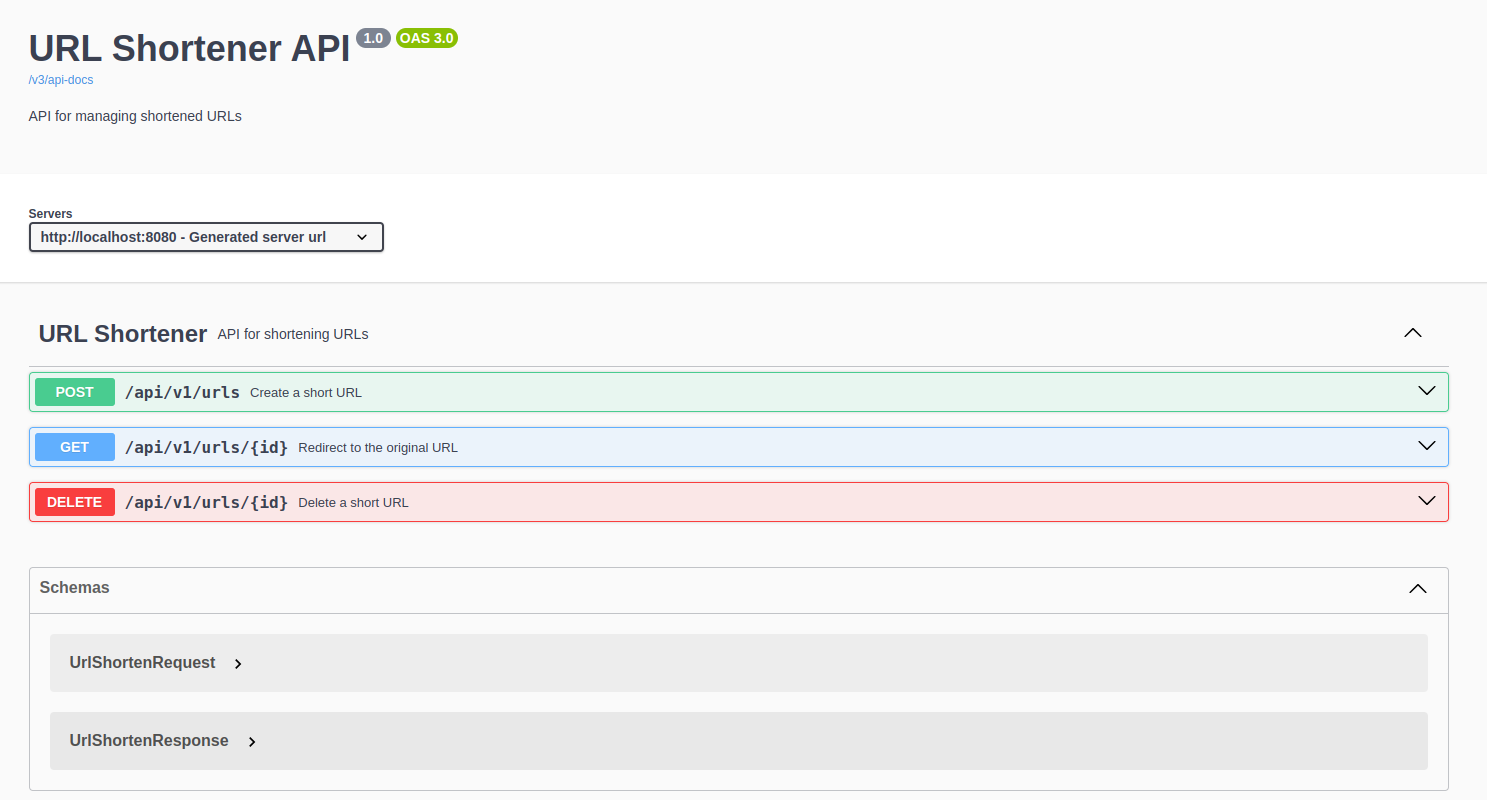 URL Shortener API 1.0 OAS 3.0
/v3/api-docs
API for managing shortened URLs
Servers
http://localhost:8080 - Generated server url
URL Shortener API for shortening URLs
POST /api/v1/urls Create a short URL
GET /api/v1/urls/{id} Redirect to the original URL
DELETE /api/v1/urls/{id} Delete a short URL
Schemas
UrlShortenRequest
UrlShortenResponse